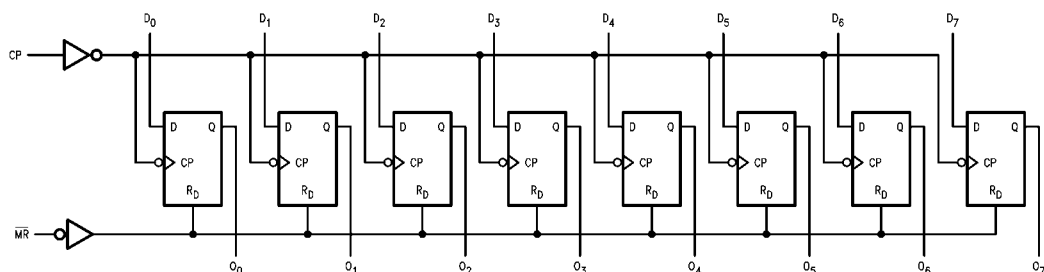 D0 D1 D2 D3 D4 D5 D6 D7
CP
D Q D Q D Q D Q D Q D Q D Q D Q
CP CP CP CP CP CP CP CP
RD RD RD RD RD RD RD RD
M̅R̅
O0 O1 O2 O3 O4 O5 O6 O7